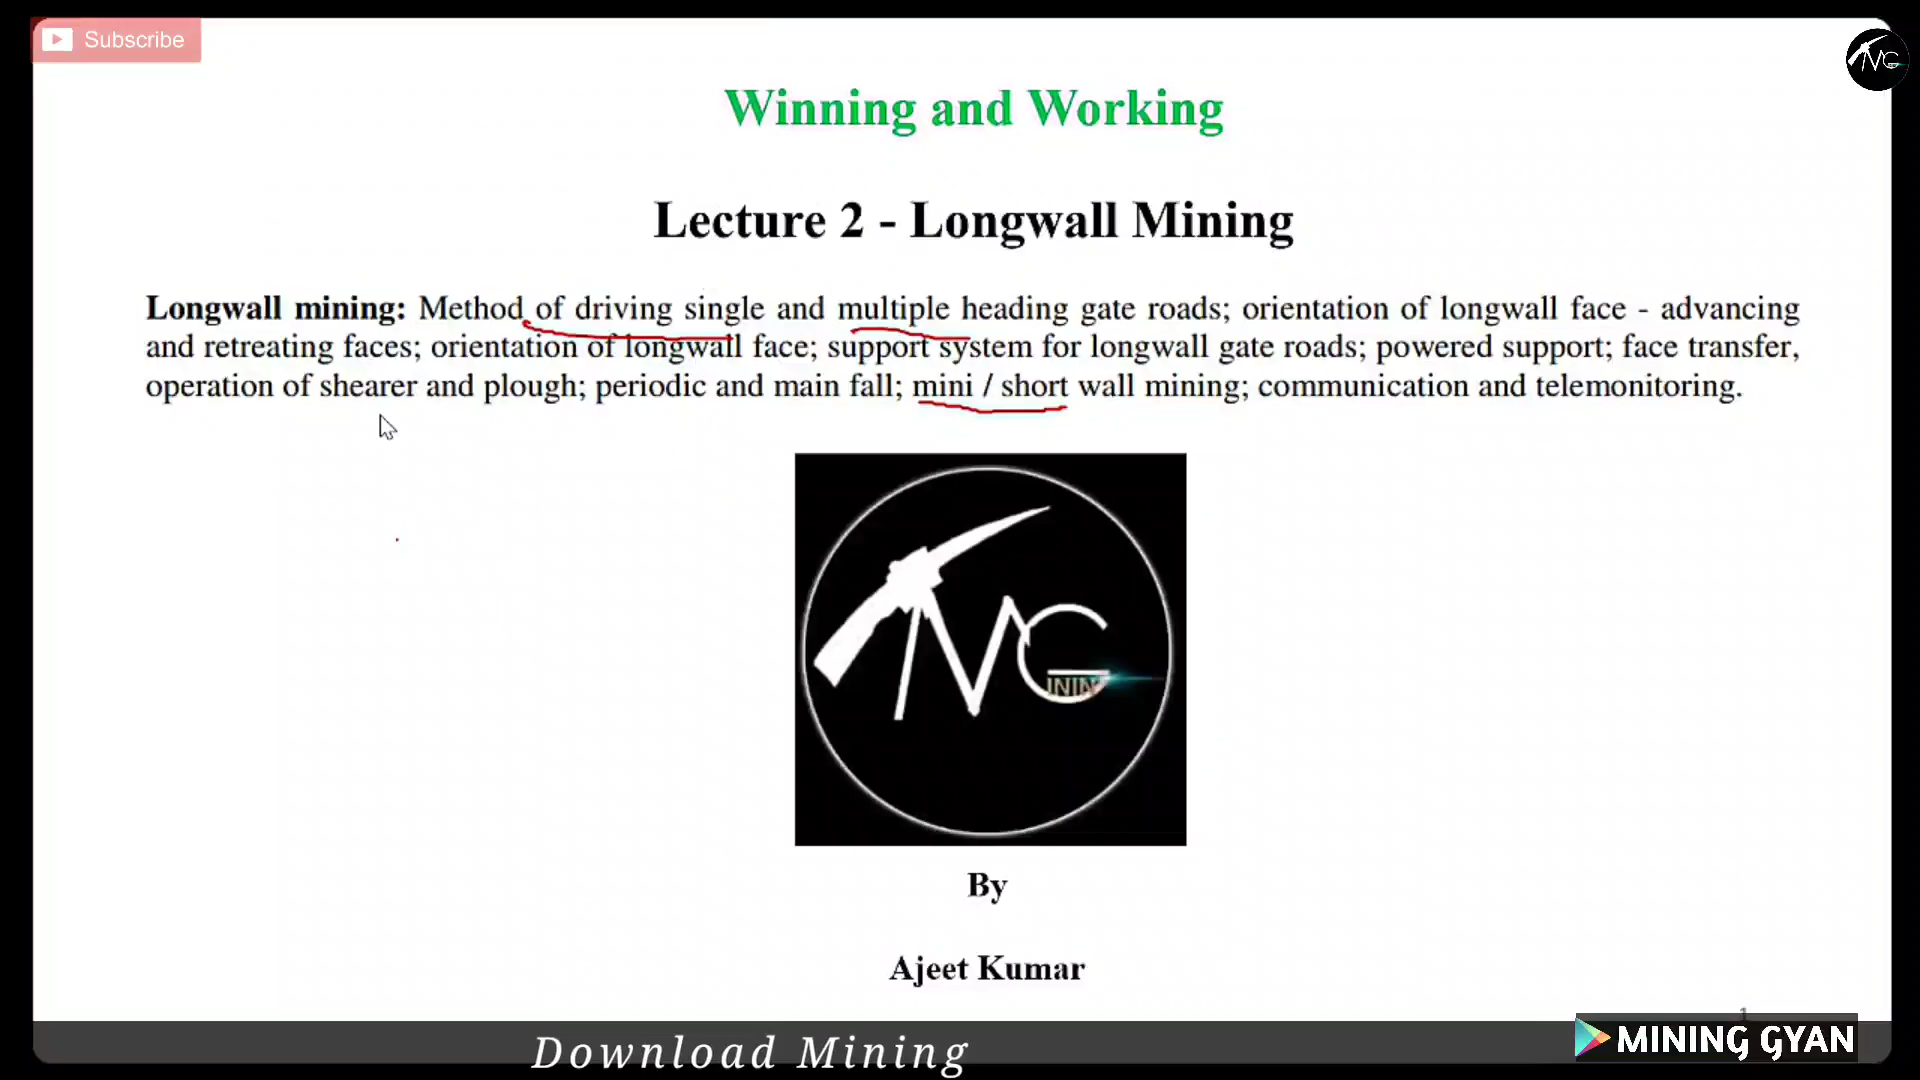 Subscribe
Winning and Working
Lecture 2 - Longwall Mining
Longwall mining: Method of driving single and multiple heading gate roads; orientation of longwall face - advancing
and retreating faces; orientation of longwall face; support system for longwall gate roads; powered support; face transfer,
operation of shearer and plough; periodic and main fall; mini / short wall mining; communication and telemonitoring.
By
Ajeet Kumar
1
Download Mining
MINING GYAN